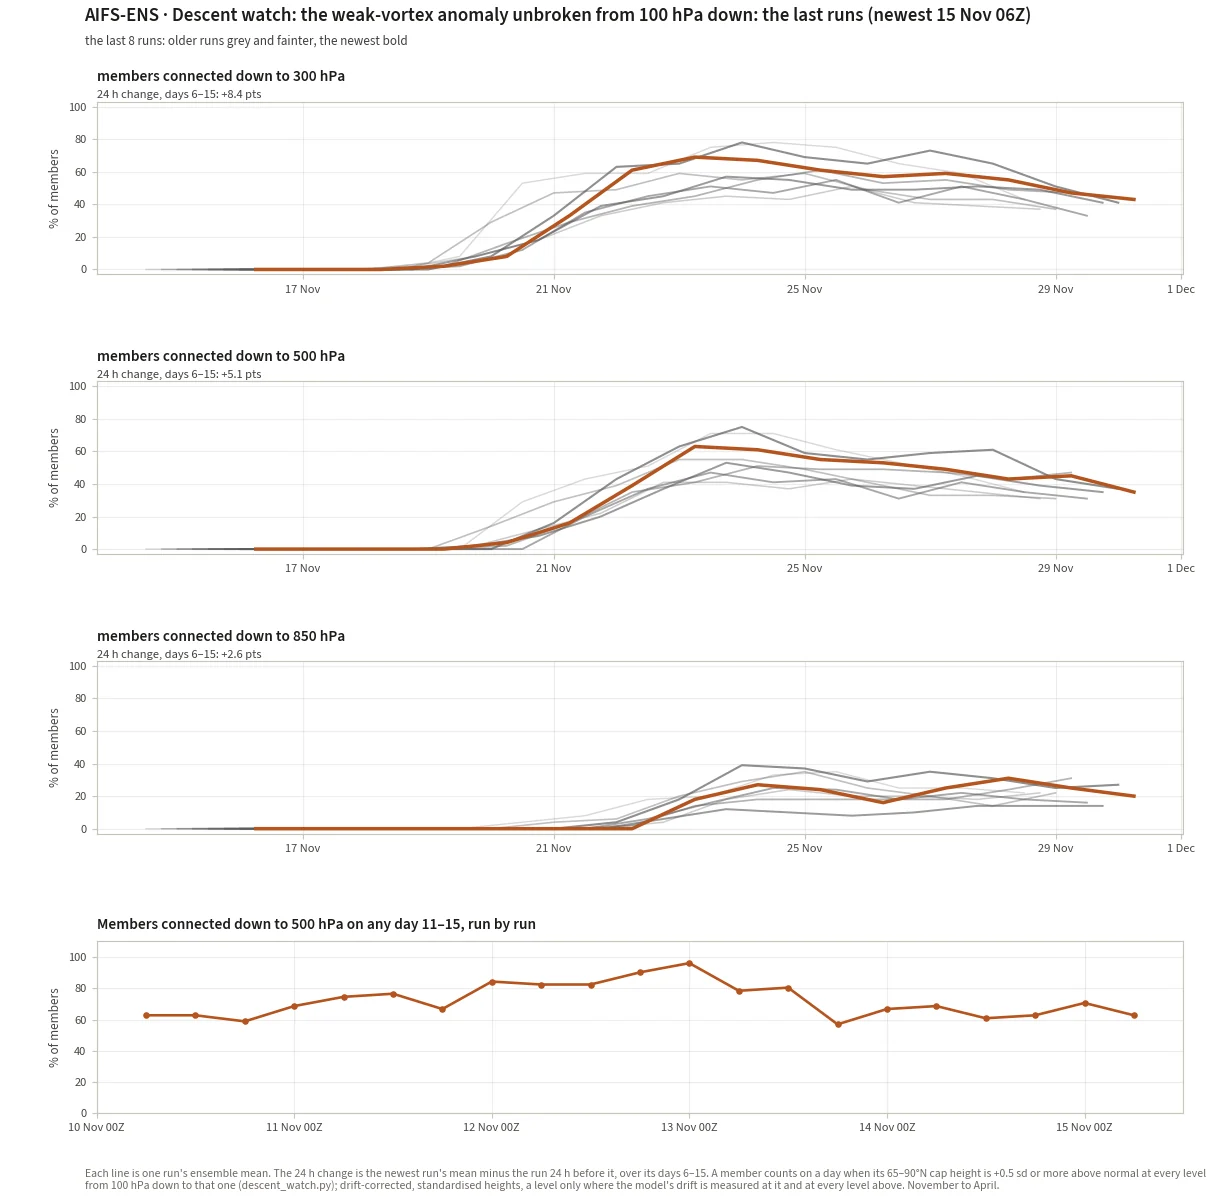 AIFS-ENS · Descent watch: the weak-vortex anomaly unbroken from 100 hPa down: the last runs (newest 15 Nov 06Z)
the last 8 runs: older runs grey and fainter, the newest bold
members connected down to 300 hPa
24 h change, days 6–15: +8.4 pts
% of members
100
80
60
40
20
0
17 Nov
21 Nov
25 Nov
29 Nov
1 Dec
members connected down to 500 hPa
24 h change, days 6–15: +5.1 pts
% of members
100
80
60
40
20
0
17 Nov
21 Nov
25 Nov
29 Nov
1 Dec
members connected down to 850 hPa
24 h change, days 6–15: +2.6 pts
% of members
100
80
60
40
20
0
17 Nov
21 Nov
25 Nov
29 Nov
1 Dec
Members connected down to 500 hPa on any day 11–15, run by run
% of members
100
80
60
40
20
0
10 Nov 00Z
11 Nov 00Z
12 Nov 00Z
13 Nov 00Z
14 Nov 00Z
15 Nov 00Z
Each line is one run's ensemble mean. The 24 h change is the newest run's mean minus the run 24 h before it, over its days 6–15. A member counts on a day when its 65–90°N cap height is +0.5 sd or more above normal at every level
from 100 hPa down to that one (descent_watch.py); drift-corrected, standardised heights, a level only where the model's drift is measured at it and at every level above. November to April.